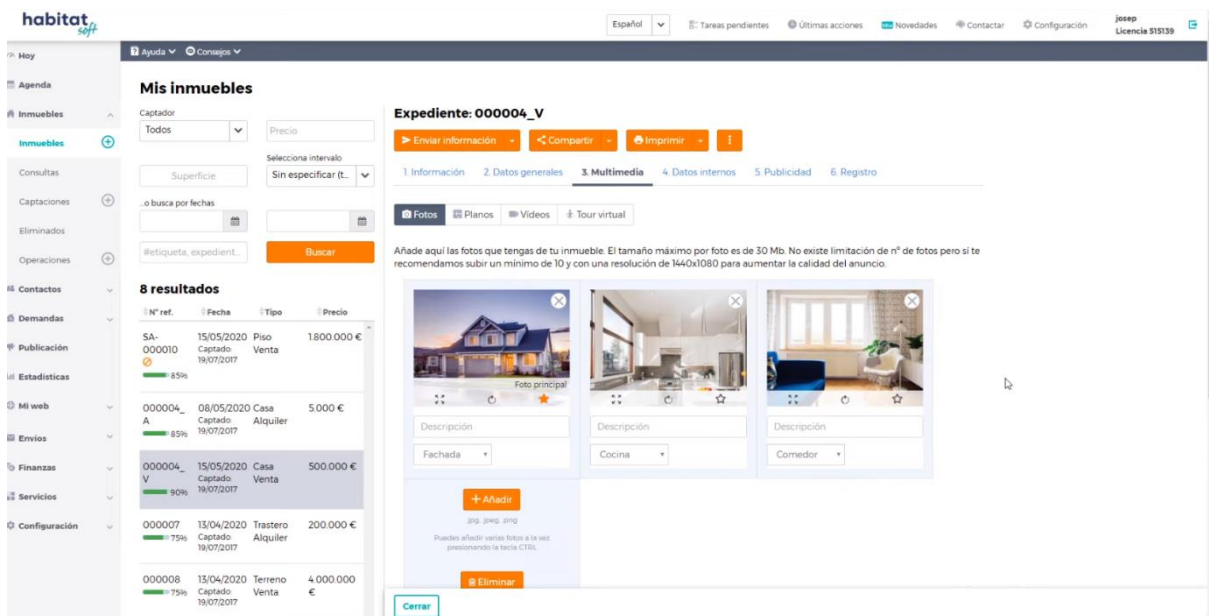 habitat
soft
Español
Tareas pendientes
Últimas acciones
Novedades
Contactar
Configuración
josep
Licencia 515139
Hoy
Agenda
Inmuebles
Inmuebles
Consultas
Captaciones
Eliminados
Operaciones
Contactos
Demandas
Publicación
Estadísticas
Mi web
Envíos
Finanzas
Servicios
Configuración
Ayuda
Consejos
Mis inmuebles
Captador
Todos
Precio
Superficie
Selecciona intervalo
Sin especificar (t...
...o busca por fechas
#etiqueta, expedient...
Buscar
8 resultados
Nº ref. Fecha Tipo Precio
SA- 15/05/2020 Piso 1.800.000 €
000010 Captado: Venta
19/07/2017
85%
000004_ 08/05/2020 Casa 5.000 €
A Captado: Alquiler
85% 19/07/2017
000004_ 15/05/2020 Casa 500.000 €
V Captado: Venta
90% 19/07/2017
000007 13/04/2020 Trastero 200.000 €
75% Captado: Alquiler
19/07/2017
000008 13/04/2020 Terreno 4.000.000
75% Captado: Venta €
19/07/2017
Expediente: 000004_V
Enviar información
Compartir
Imprimir
1. Información 2. Datos generales 3. Multimedia 4. Datos internos 5. Publicidad 6. Registro
Fotos Planos Vídeos Tour virtual
Añade aquí las fotos que tengas de tu inmueble. El tamaño máximo por foto es de 30 Mb. No existe limitación de nº de fotos pero sí te
recomendamos subir un mínimo de 10 y con una resolución de 1440x1080 para aumentar la calidad del anuncio.
Foto principal
Descripción Descripción Descripción
Fachada Cocina Comedor
Añadir
Puedes añadir varias fotos a la vez
presionando la tecla CTRL
Eliminar
Cerrar